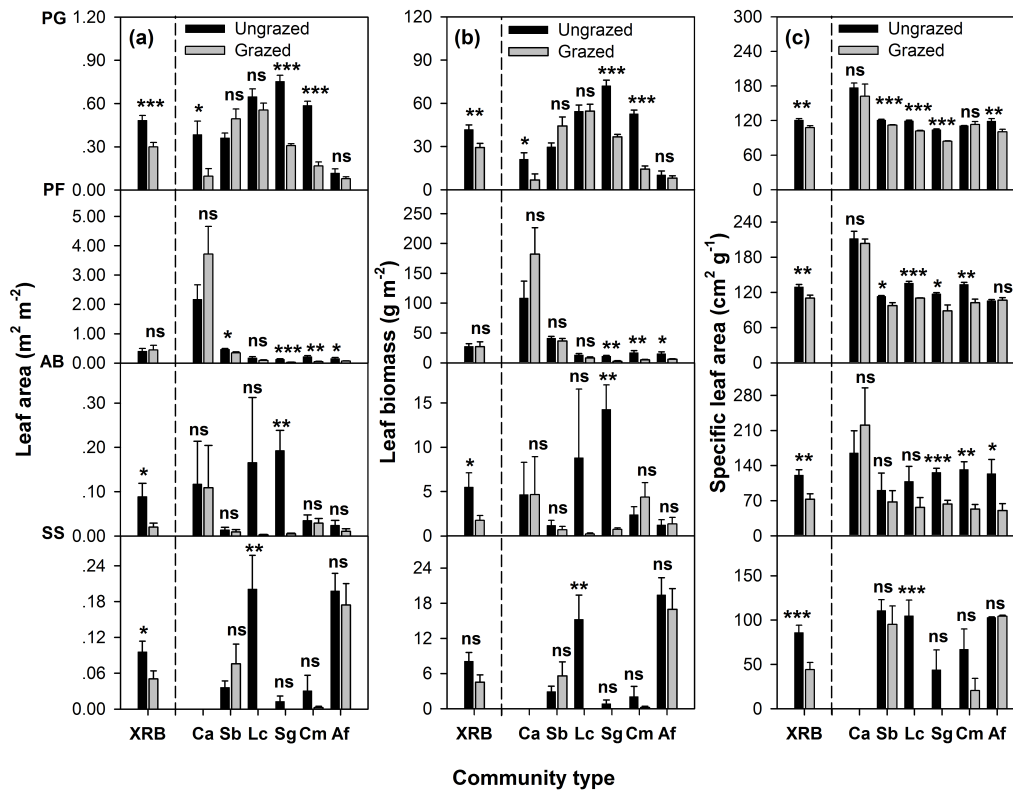 PG
1.20
(a)
Ungrazed
Grazed
.90
.60
.30
0.00
*** * ns ns *** *** ns
120
(b)
Ungrazed
Grazed
90
60
30
0
** * ns ns *** *** ns
300
(c)
Ungrazed
Grazed
240
180
120
60
0
** ns *** *** *** ns **
PF
5.00
4.00
3.00
2.00
1.00
0.00
ns ns * ns *** ** *
250
200
150
100
50
0
ns ns ns ns ** ** *
240
180
120
60
0
** ns * *** * ** ns
AB
.30
.20
.10
0.00
* ns ns ns ** ns ns
15
10
5
0
* ns ns ns ** ns ns
280
210
140
70
0
** ns ns ns *** ** *
SS
.24
.18
.12
.06
0.00
* ns ** ns ns ns
24
18
12
6
0
ns ns ** ns ns ns
150
100
50
0
*** ns *** ns ns ns
Leaf area (m2 m-2)
Leaf biomass (g m-2)
Specific leaf area (cm2 g-1)
XRB Ca Sb Lc Sg Cm Af
XRB Ca Sb Lc Sg Cm Af
XRB Ca Sb Lc Sg Cm Af
Community type